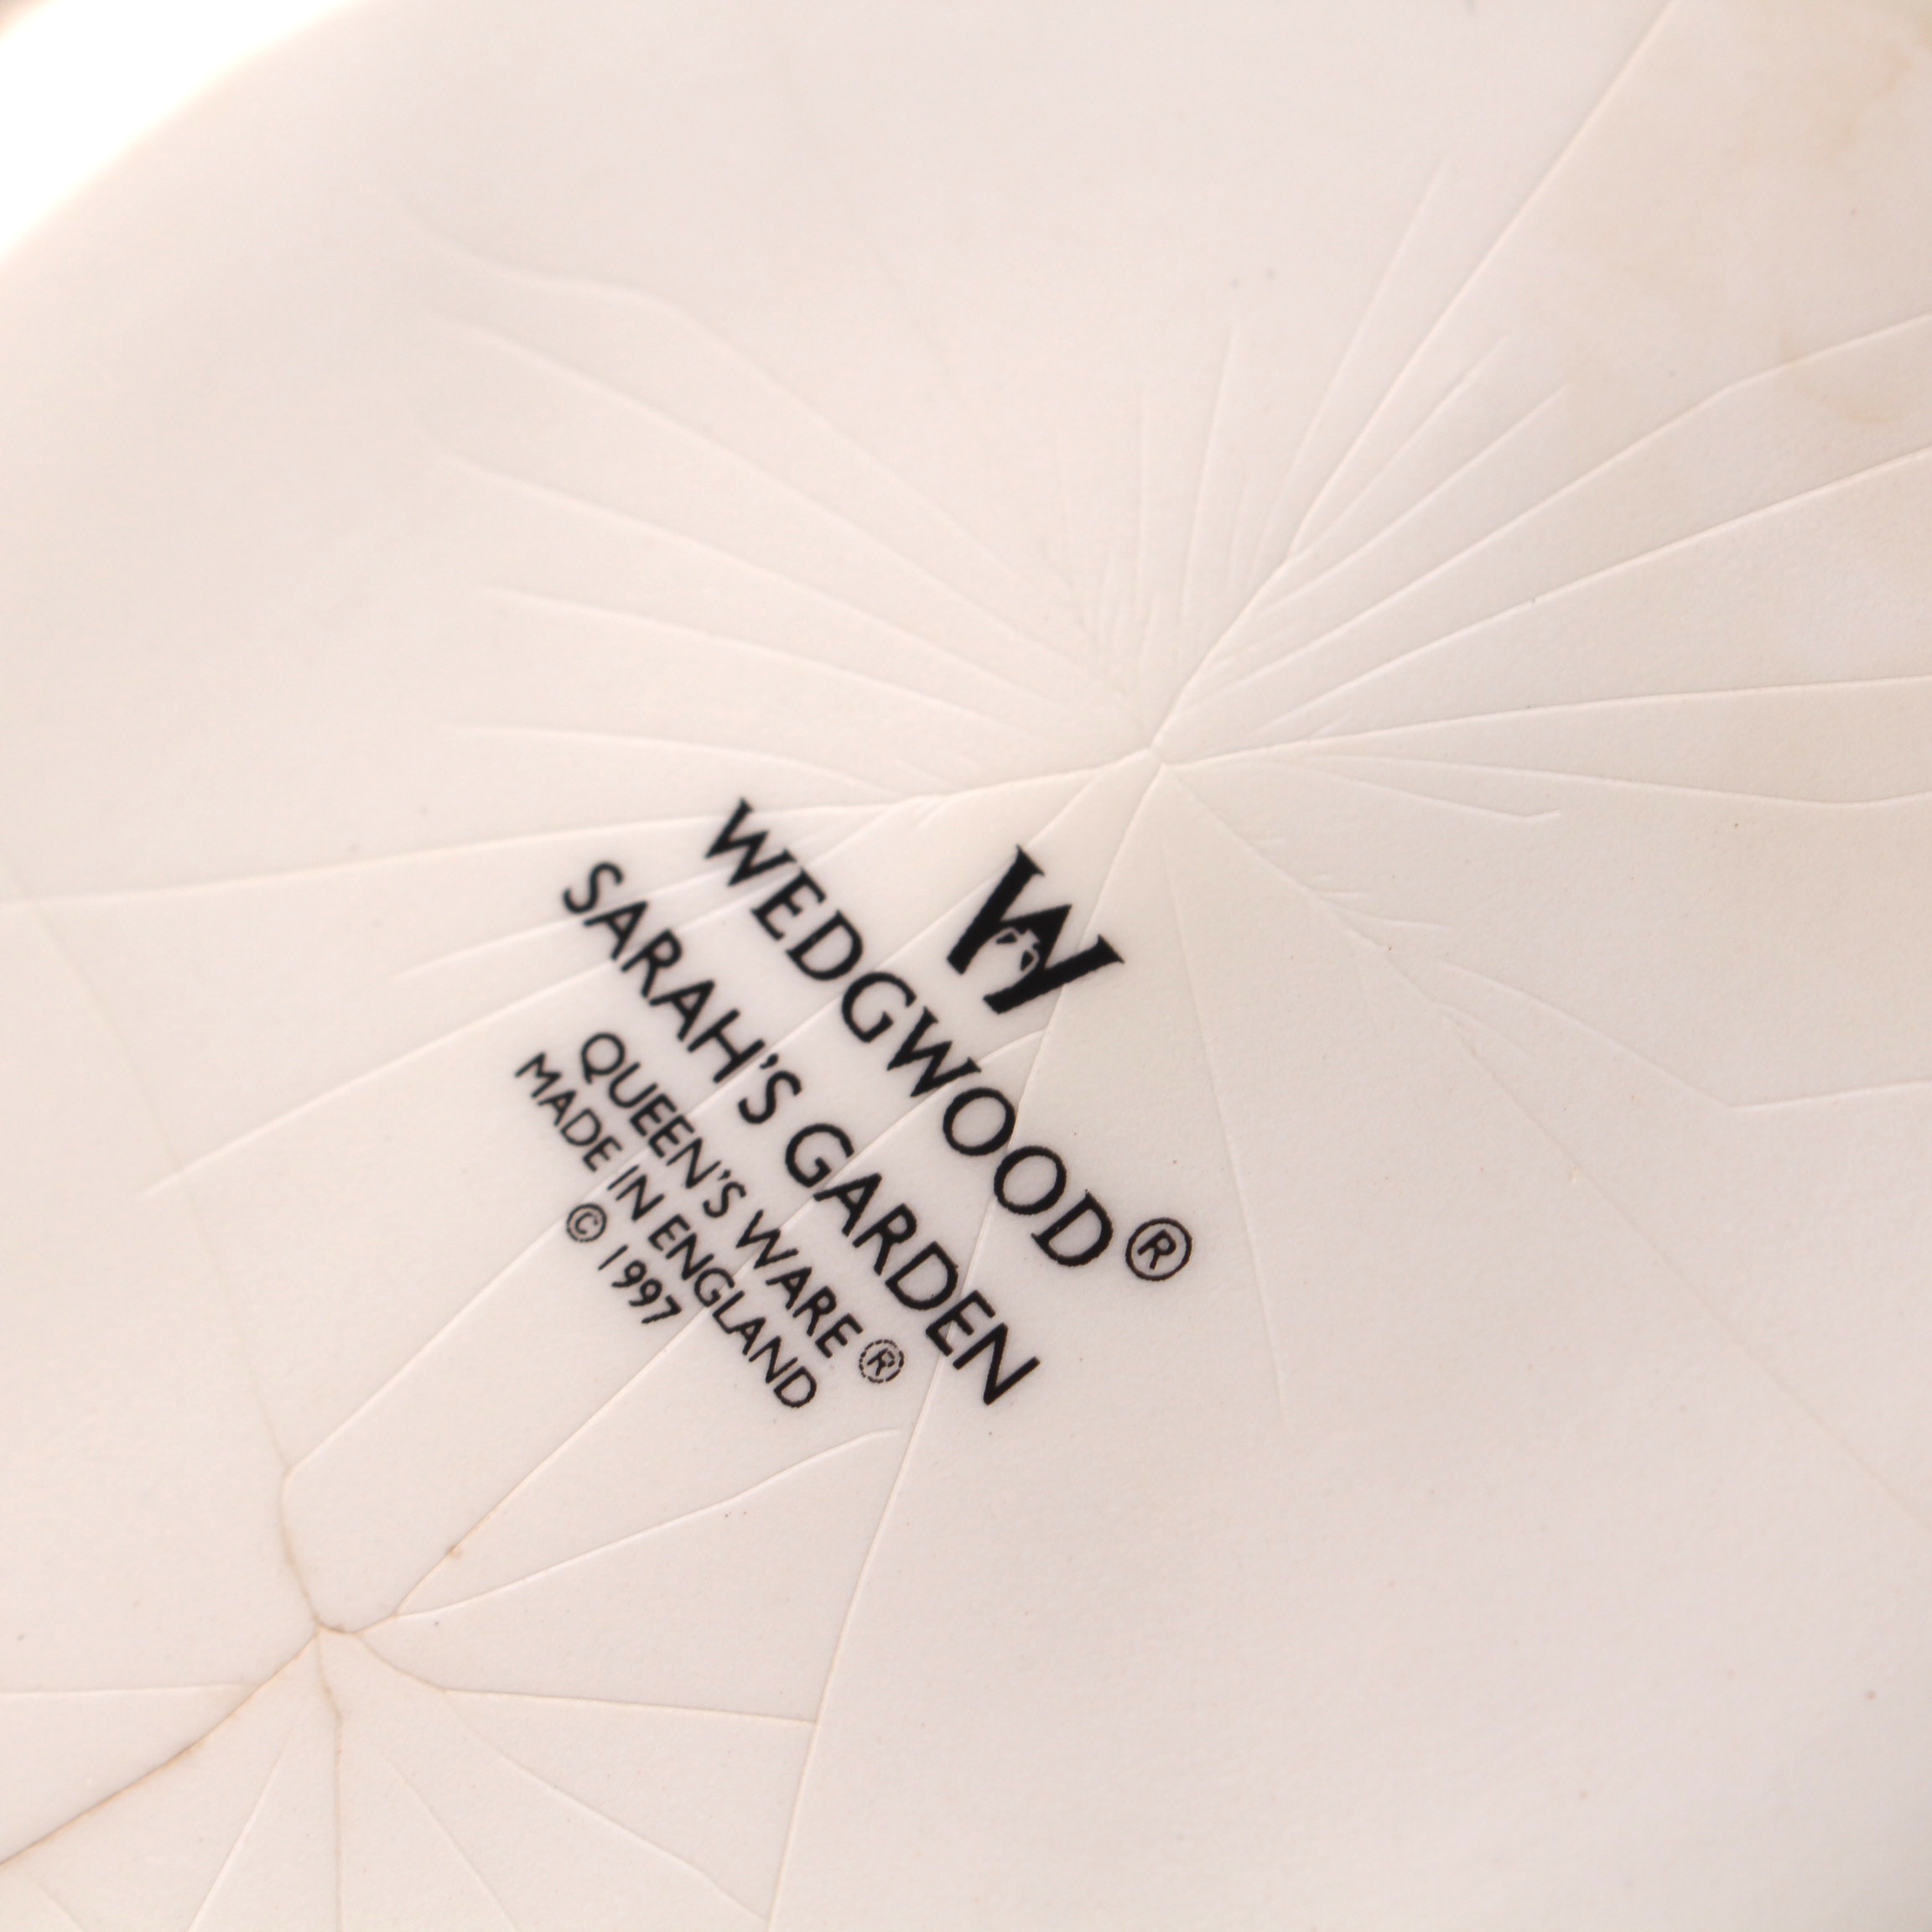 W
WEDGWOOD®
SARAH'S GARDEN
QUEEN'S WARE®
MADE IN ENGLAND
© 1997